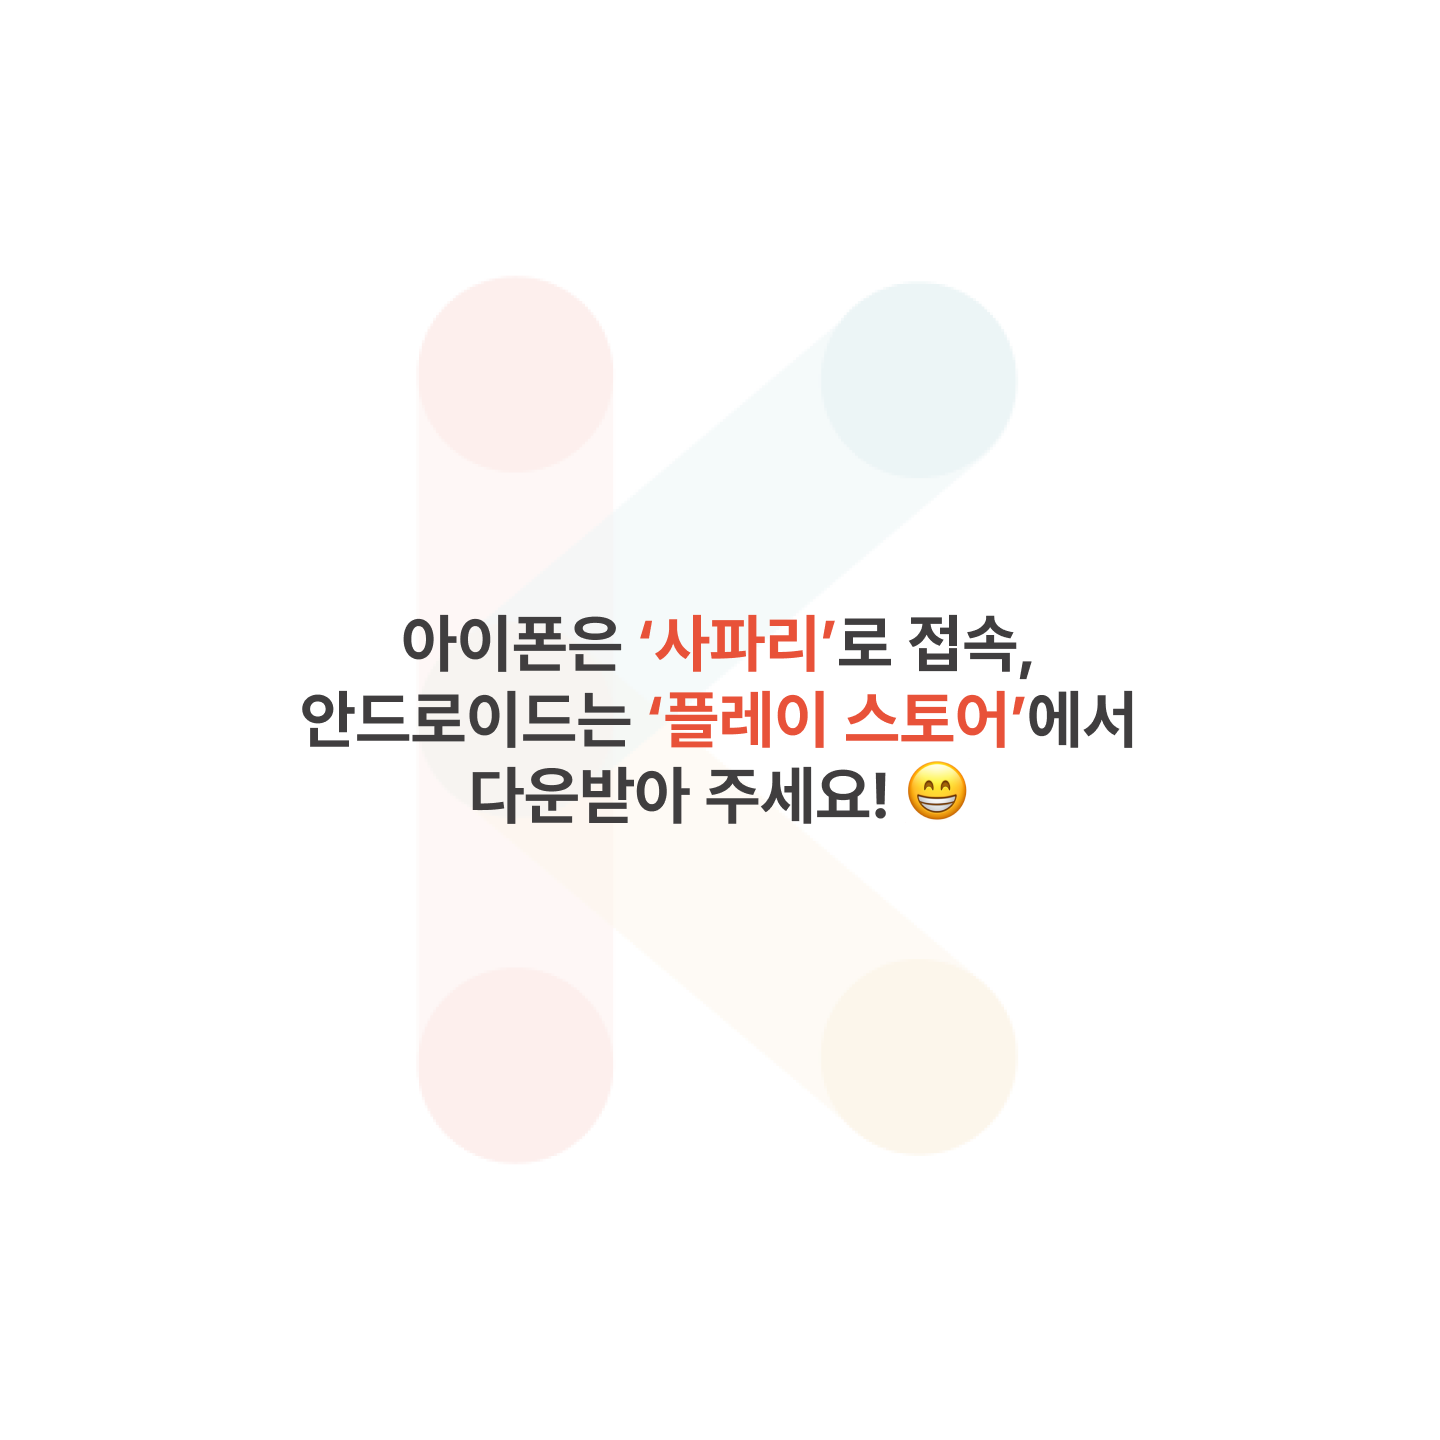 아이폰은 ‘사파리’로 접속,
안드로이드는 ‘플레이 스토어’에서
다운받아 주세요! 😁